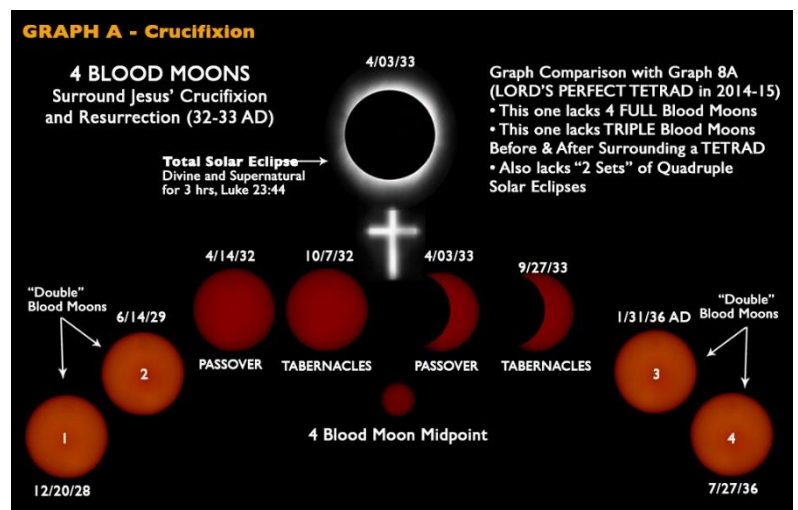 GRAPH A - Crucifixion
4 BLOOD MOONS
Surround Jesus' Crucifixion
and Resurrection (32-33 AD)
4/03/33
Graph Comparison with Graph 8A
(LORD'S PERFECT TETRAD in 2014-15)
• This one lacks 4 FULL Blood Moons
• This one lacks TRIPLE Blood Moons
Before & After Surrounding a TETRAD
• Also lacks "2 Sets" of Quadruple
Solar Eclipses
Total Solar Eclipse
Divine and Supernatural
for 3 hrs, Luke 23:44
4/14/32
10/7/32
4/03/33
9/27/33
"Double"
Blood Moons
6/14/29
1/31/36 AD
"Double"
Blood Moons
PASSOVER
TABERNACLES
PASSOVER
TABERNACLES
2
3
1
4
4 Blood Moon Midpoint
12/20/28
7/27/36